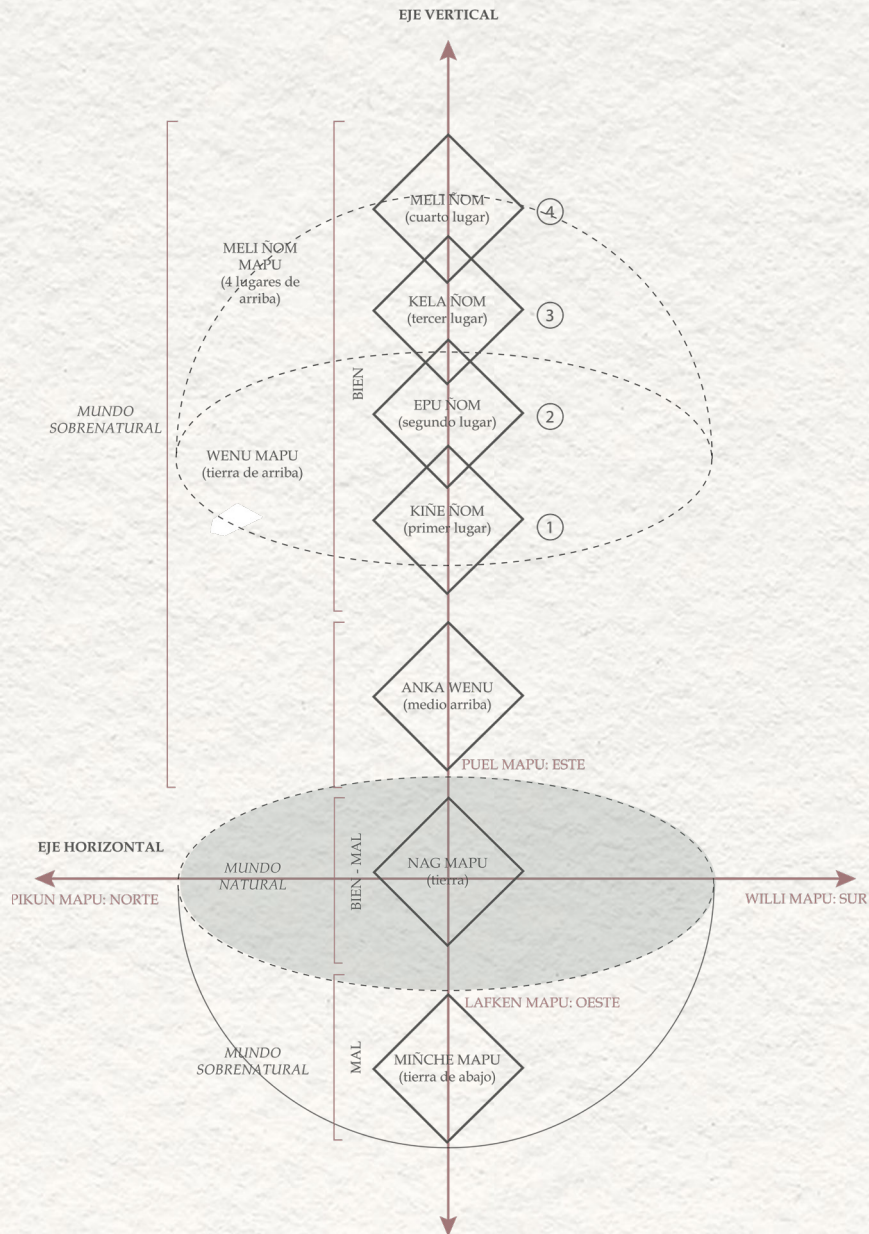 EJE VERTICAL
MELI ÑOM
(cuarto lugar)
4
MELI ÑOM
MAPU
(4 lugares de
arriba)
KELA ÑOM
(tercer lugar)
3
BIEN
MUNDO
SOBRENATURAL
EPU ÑOM
(segundo lugar)
2
WENU MAPU
(tierra de arriba)
KIÑE ÑOM
(primer lugar)
1
ANKA WENU
(medio arriba)
PUEL MAPU: ESTE
EJE HORIZONTAL
MUNDO
NATURAL
BIEN - MAL
NAG MAPU
(tierra)
PIKUN MAPU: NORTE
WILLI MAPU: SUR
LAFKEN MAPU: OESTE
MUNDO
SOBRENATURAL
MAL
MIÑCHE MAPU
(tierra de abajo)